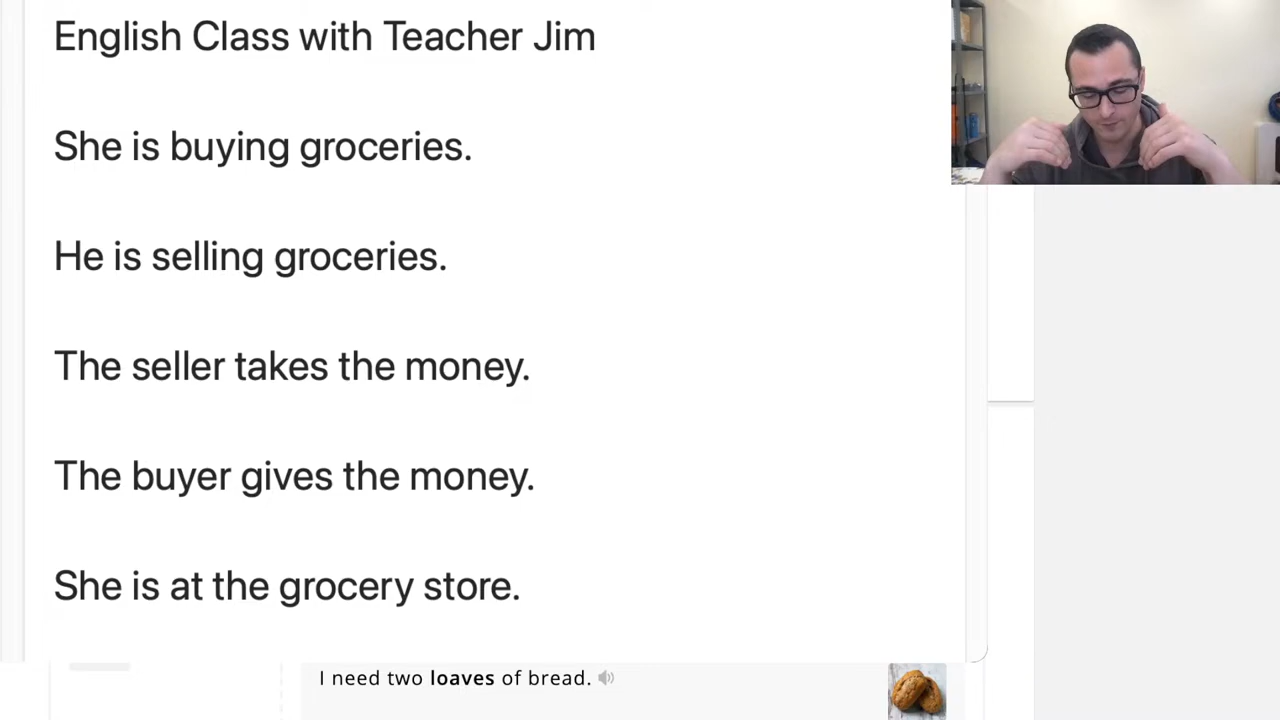 English Class with Teacher Jim
She is buying groceries.
He is selling groceries.
The seller takes the money.
The buyer gives the money.
She is at the grocery store.
I need two loaves of bread.